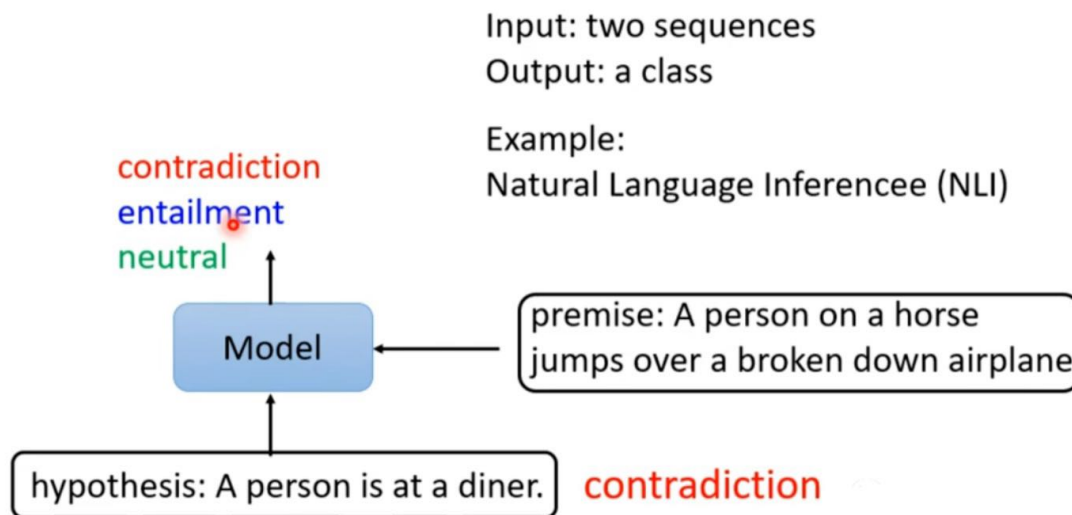 Input: two sequences
Output: a class
Example:
Natural Language Inferencee (NLI)
contradiction
entailment
neutral
Model
premise: A person on a horse
jumps over a broken down airplane
hypothesis: A person is at a diner.
contradiction